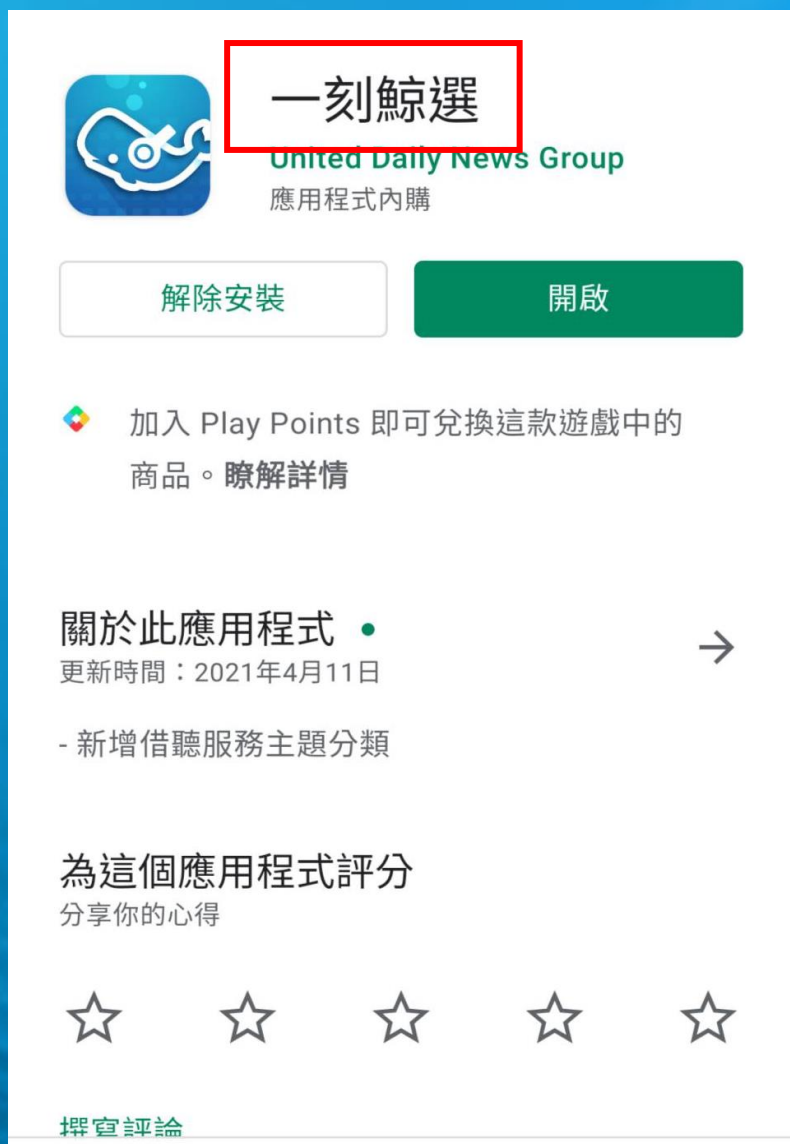 一刻鯨選
United Daily News Group
應用程式內購
解除安裝
開啟
加入 Play Points 即可兌換這款遊戲中的
商品。瞭解詳情
關於此應用程式
更新時間：2021年4月11日
- 新增借聽服務主題分類
為這個應用程式評分
分享你的心得
撰寫評論